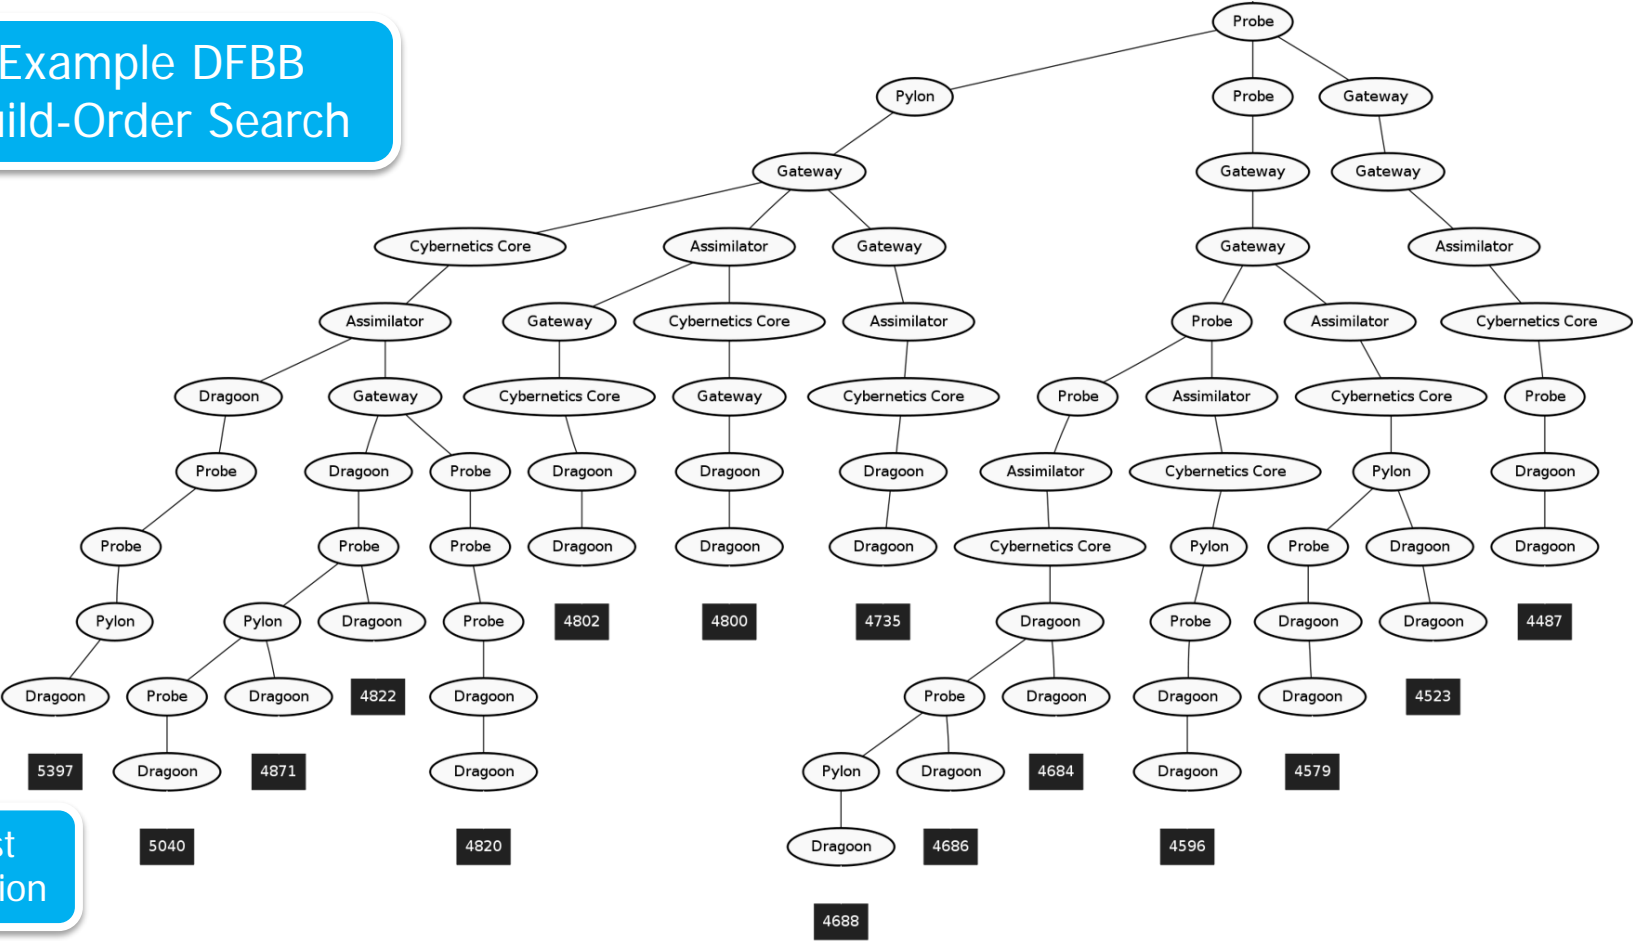 Example DFBB
uild-Order Search
Probe
Pylon Probe Gateway
Gateway Gateway Gateway
Cybernetics Core Assimilator Gateway Gateway Assimilator
Assimilator Gateway Cybernetics Core Assimilator Probe Assimilator Cybernetics Core
Dragoon Gateway Cybernetics Core Gateway Cybernetics Core Probe Assimilator Cybernetics Core Probe
Probe Dragoon Probe Dragoon Dragoon Dragoon Assimilator Cybernetics Core Pylon Dragoon
Probe Probe Probe Dragoon Dragoon Dragoon Cybernetics Core Pylon Probe Dragoon Dragoon
Pylon Pylon Dragoon Probe 4802 4800 4735 Dragoon Probe Dragoon Dragoon 4487
Dragoon Probe Dragoon 4822 Dragoon Probe Dragoon Dragoon Dragoon 4523
5397 Dragoon 4871 Dragoon Pylon Dragoon 4684 Dragoon 4579
st
5040 4820 Dragoon 4686 4596
ion
4688